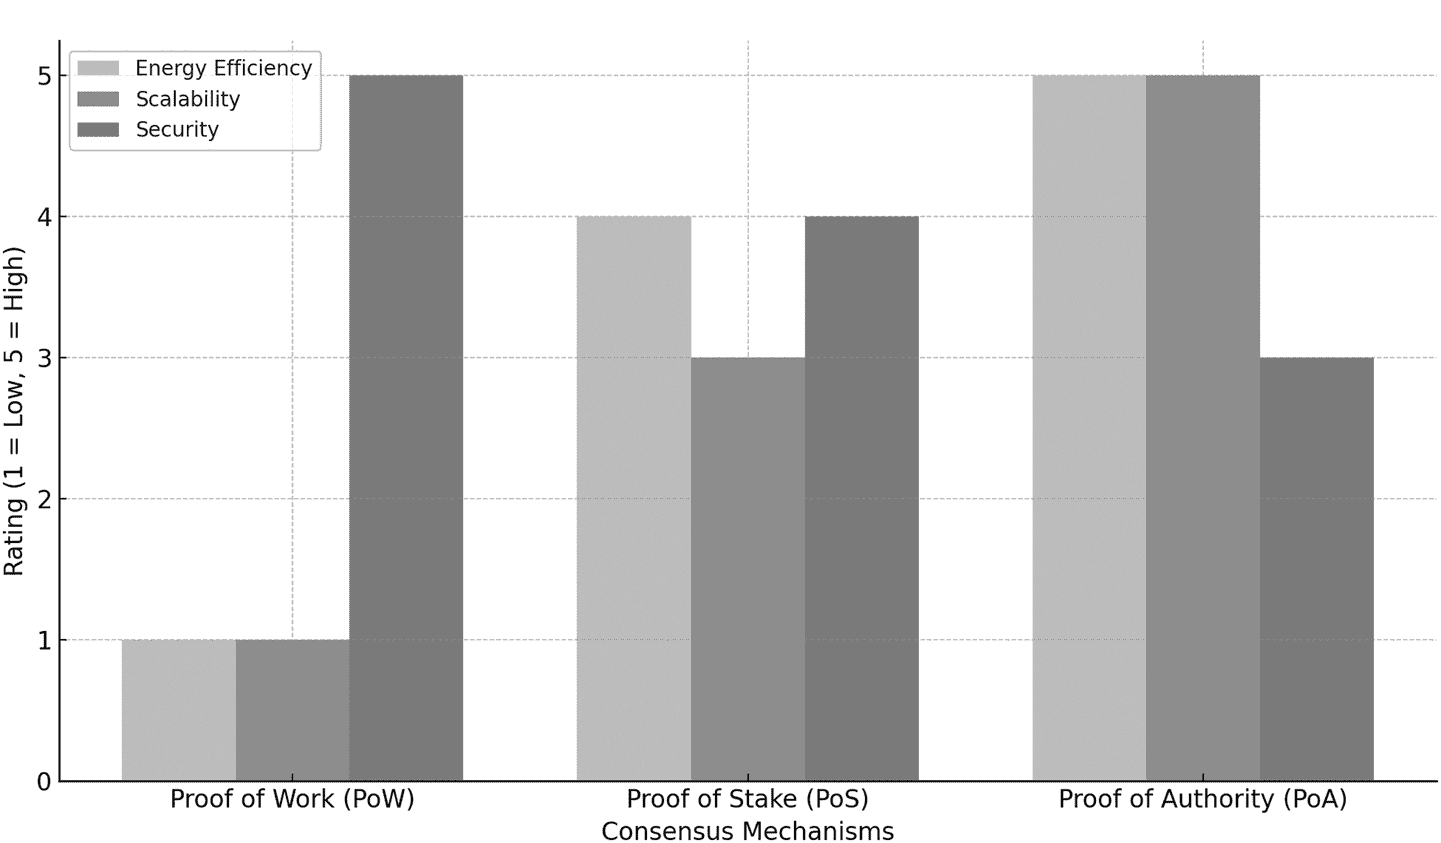 Energy Efficiency
Scalability
Security
5
4
3
2
1
0
Rating (1 = Low, 5 = High)
Proof of Work (PoW)
Proof of Stake (PoS)
Proof of Authority (PoA)
Consensus Mechanisms